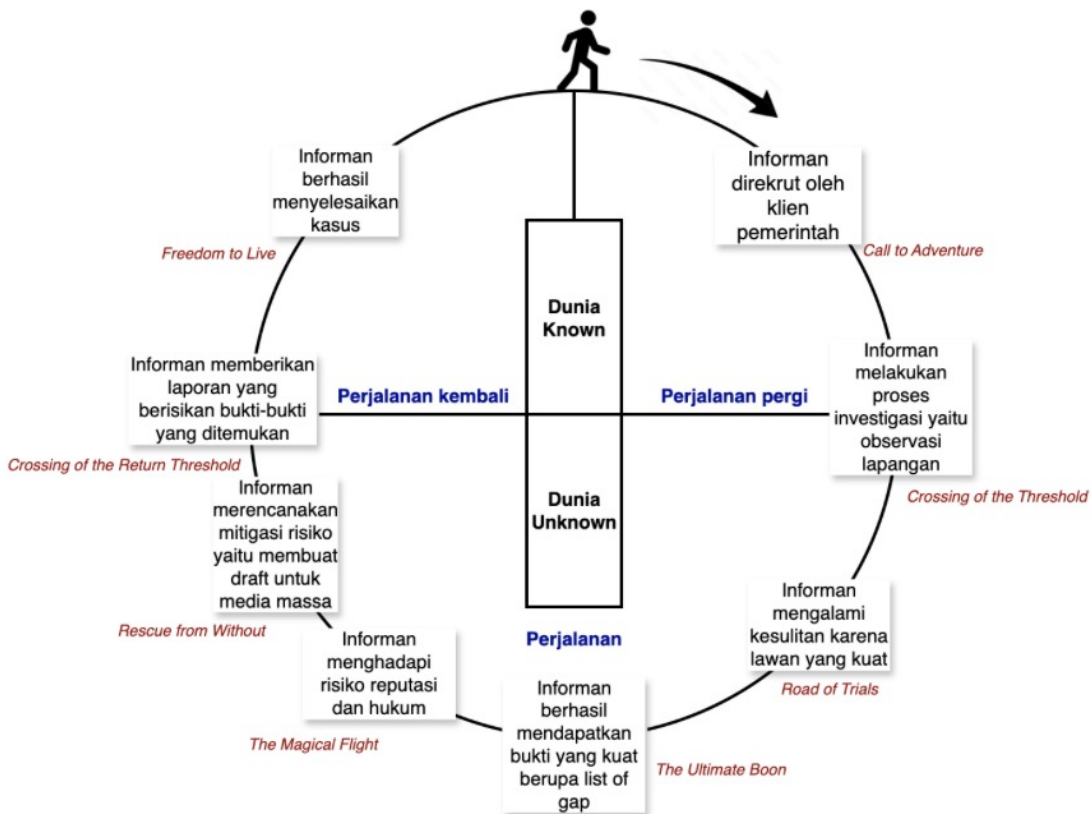 Informan
direkrut oleh
klien
pemerintah
Call to Adventure
Informan
melakukan
proses
investigasi yaitu
observasi
lapangan
Crossing of the Threshold
Informan
mengalami
kesulitan karena
lawan yang kuat
Road of Trials
Informan
berhasil
mendapatkan
bukti yang kuat
berupa list of
gap
The Ultimate Boon
Informan
menghadapi
risiko reputasi
dan hukum
The Magical Flight
Informan
merencanakan
mitigasi risiko
yaitu membuat
draft untuk
media massa
Rescue from Without
Informan memberikan
laporan yang
berisikan bukti-bukti
yang ditemukan
Crossing of the Return Threshold
Informan
berhasil
menyelesaikan
kasus
Freedom to Live
Dunia
Known
Perjalanan kembali
Perjalanan pergi
Dunia
Unknown
Perjalanan